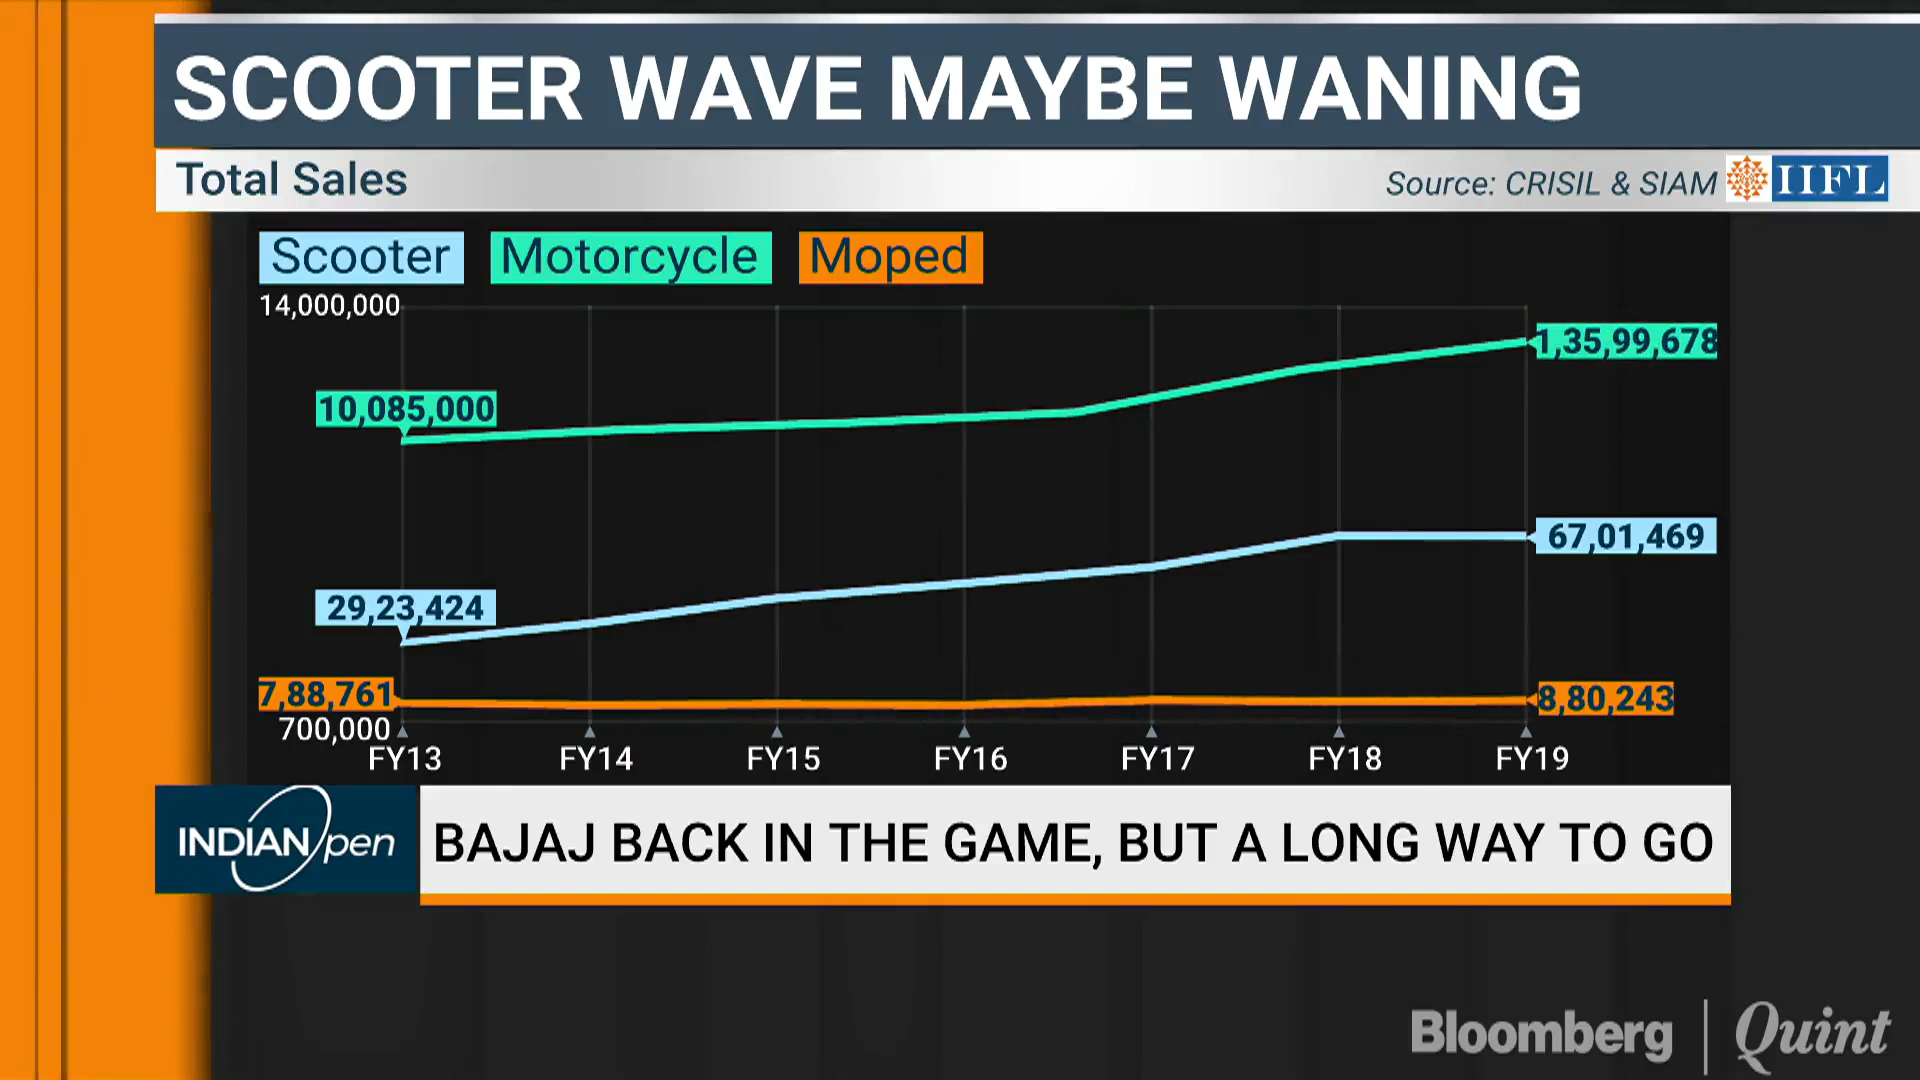 SCOOTER WAVE MAYBE WANING
Total Sales
Source: CRISIL & SIAM IIFL
Scooter Motorcycle Moped
14,000,000
1,35,99,678
10,085,000
67,01,469
29,23,424
7,88,761
8,80,243
700,000
FY13 FY14 FY15 FY16 FY17 FY18 FY19
INDIAN Open
BAJAJ BACK IN THE GAME, BUT A LONG WAY TO GO
Bloomberg | Quint